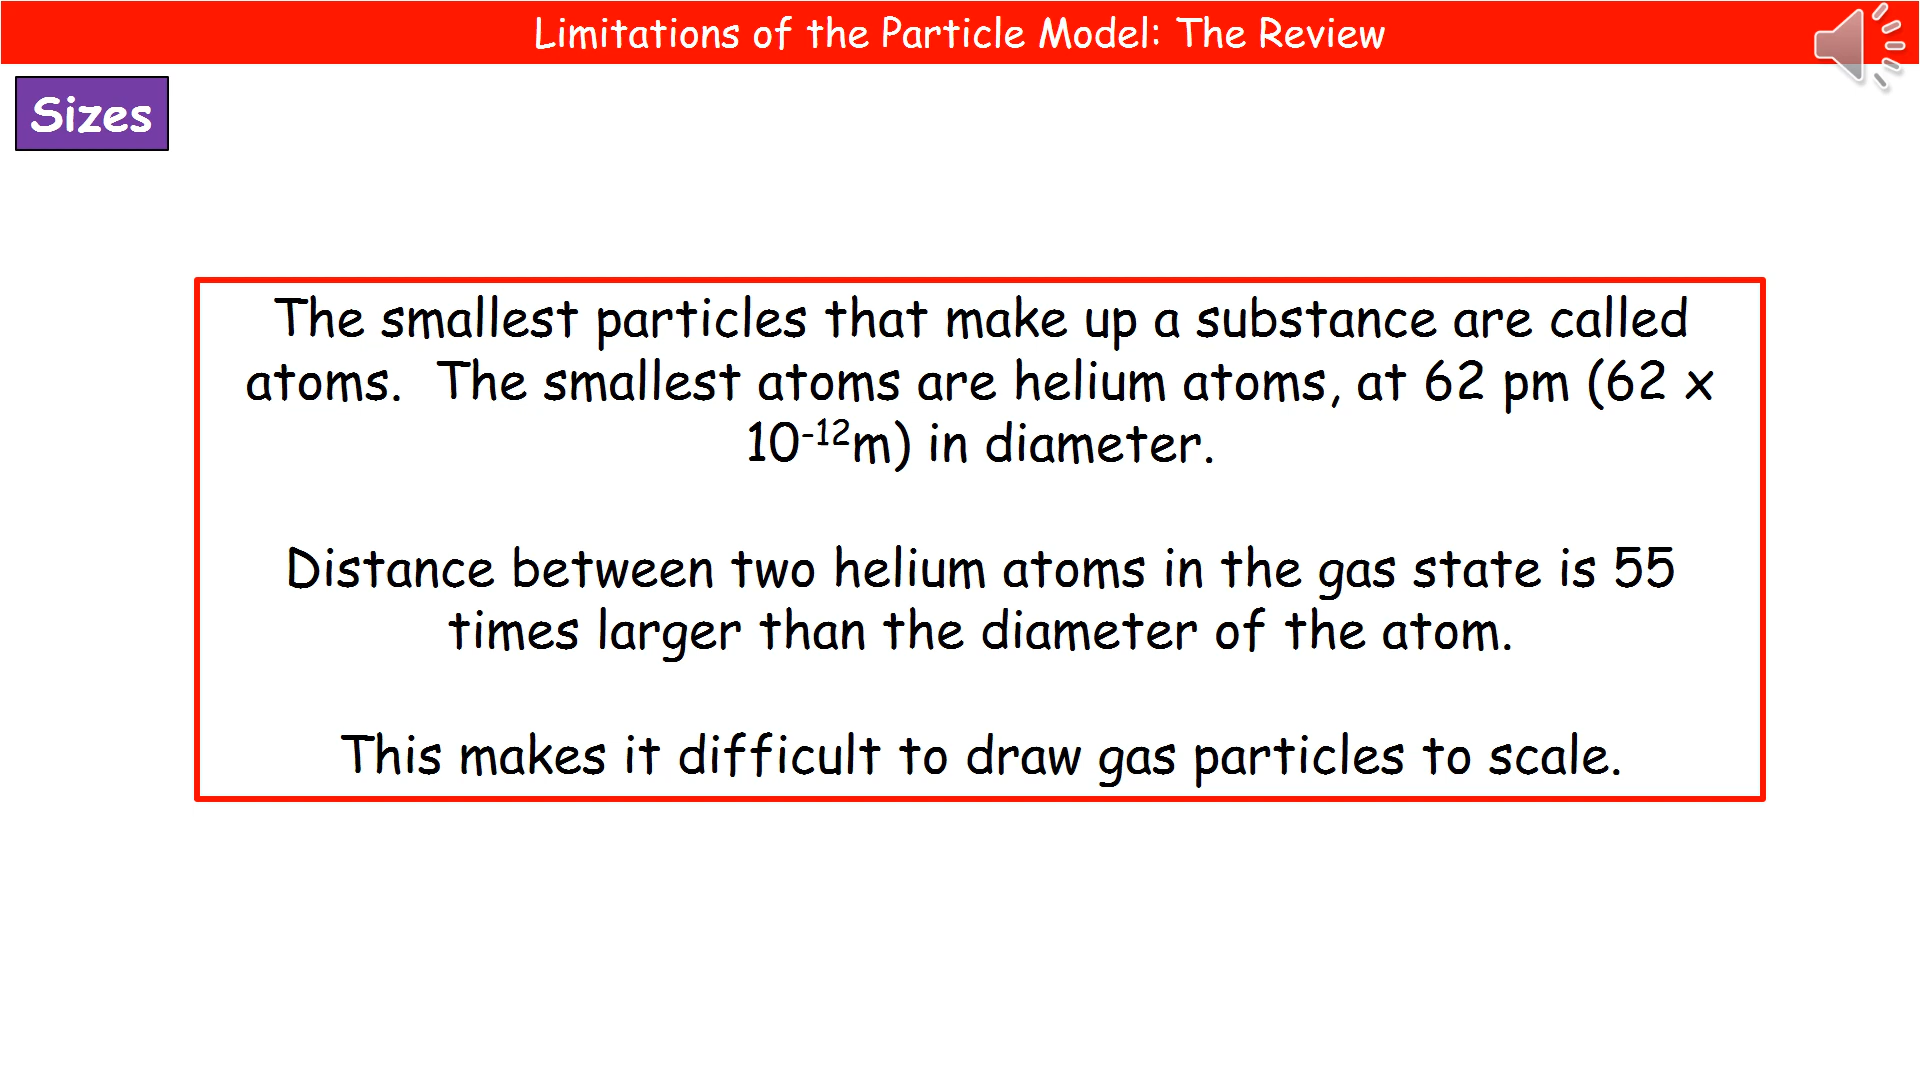 Limitations of the Particle Model: The Review
Sizes
The smallest particles that make up a substance are called
atoms.  The smallest atoms are helium atoms, at 62 pm (62 x
10⁻¹²m) in diameter.
Distance between two helium atoms in the gas state is 55
times larger than the diameter of the atom.
This makes it difficult to draw gas particles to scale.